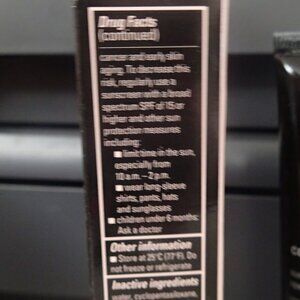 Drug Facts
(continued)
cancer and early skin
aging. To decrease this
risk, regularly use a
sunscreen with a broad
spectrum SPF of 15 or
higher and other sun
protection measures
including:
■ limit time in the sun,
especially from
10 a.m. – 2 p.m.
■ wear long-sleeve
shirts, pants, hats
and sunglasses
■ children under 6 months:
Ask a doctor
Other information
■ Store at 25°C (77°F). Do
not freeze or refrigerate
Inactive ingredients
water, cyclopentasiloxane,